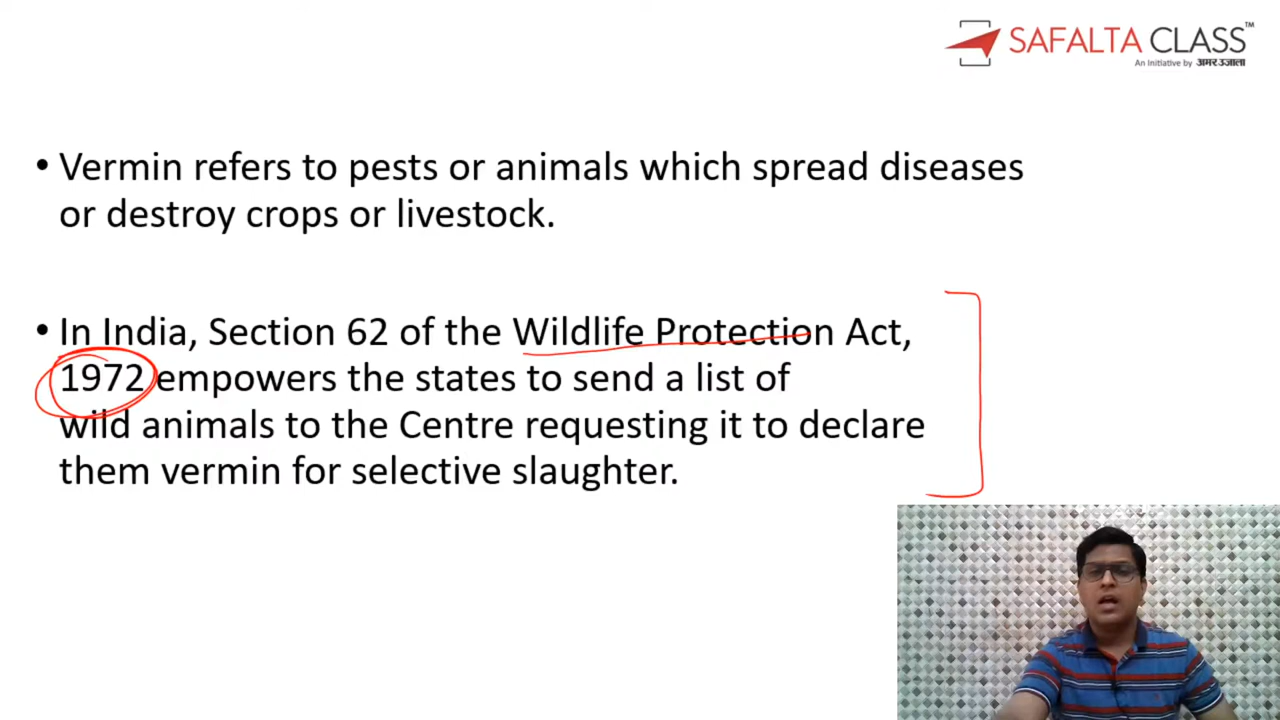 SAFALTA CLASS™
An Initiative by अमर उजाला
• Vermin refers to pests or animals which spread diseases
or destroy crops or livestock.
• In India, Section 62 of the Wildlife Protection Act,
1972 empowers the states to send a list of
wild animals to the Centre requesting it to declare
them vermin for selective slaughter.